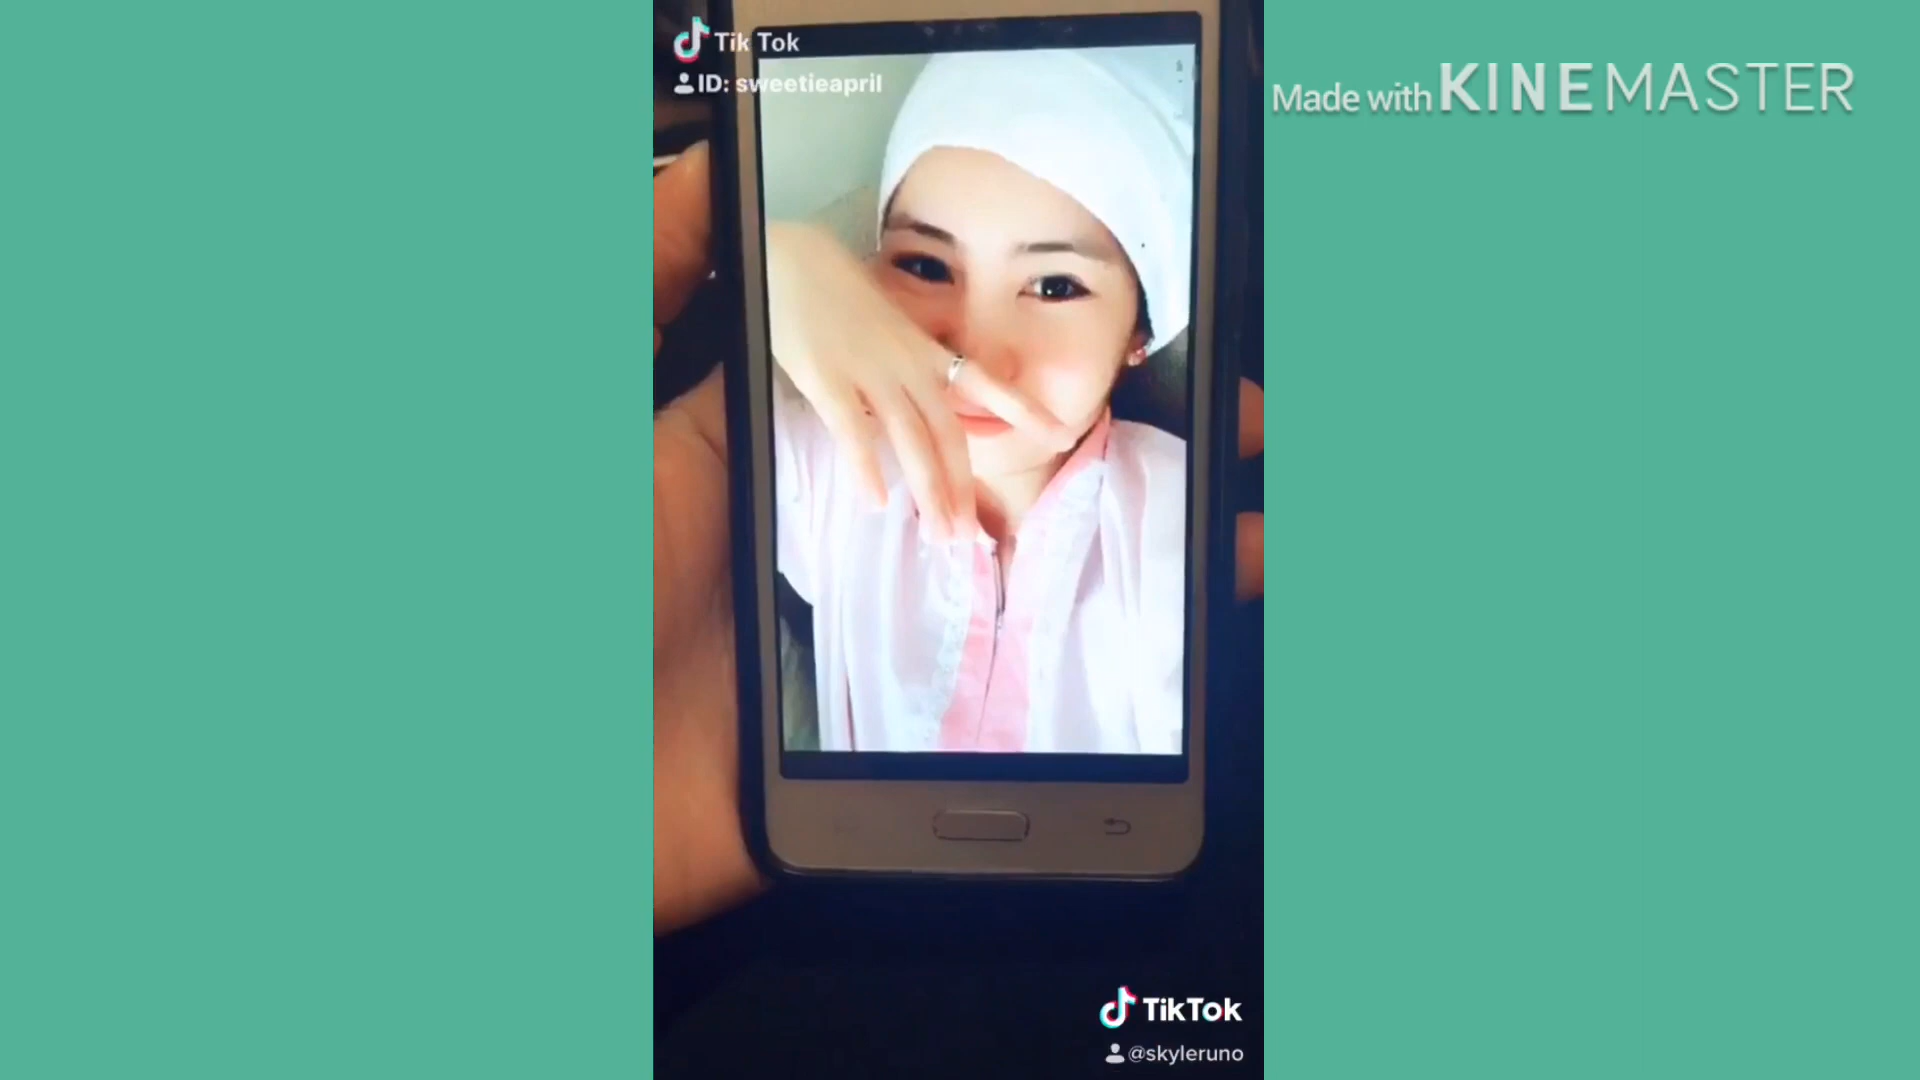 Tik Tok
ID: sweetieapril
Made with KINEMASTER
TikTok
@skyleruno